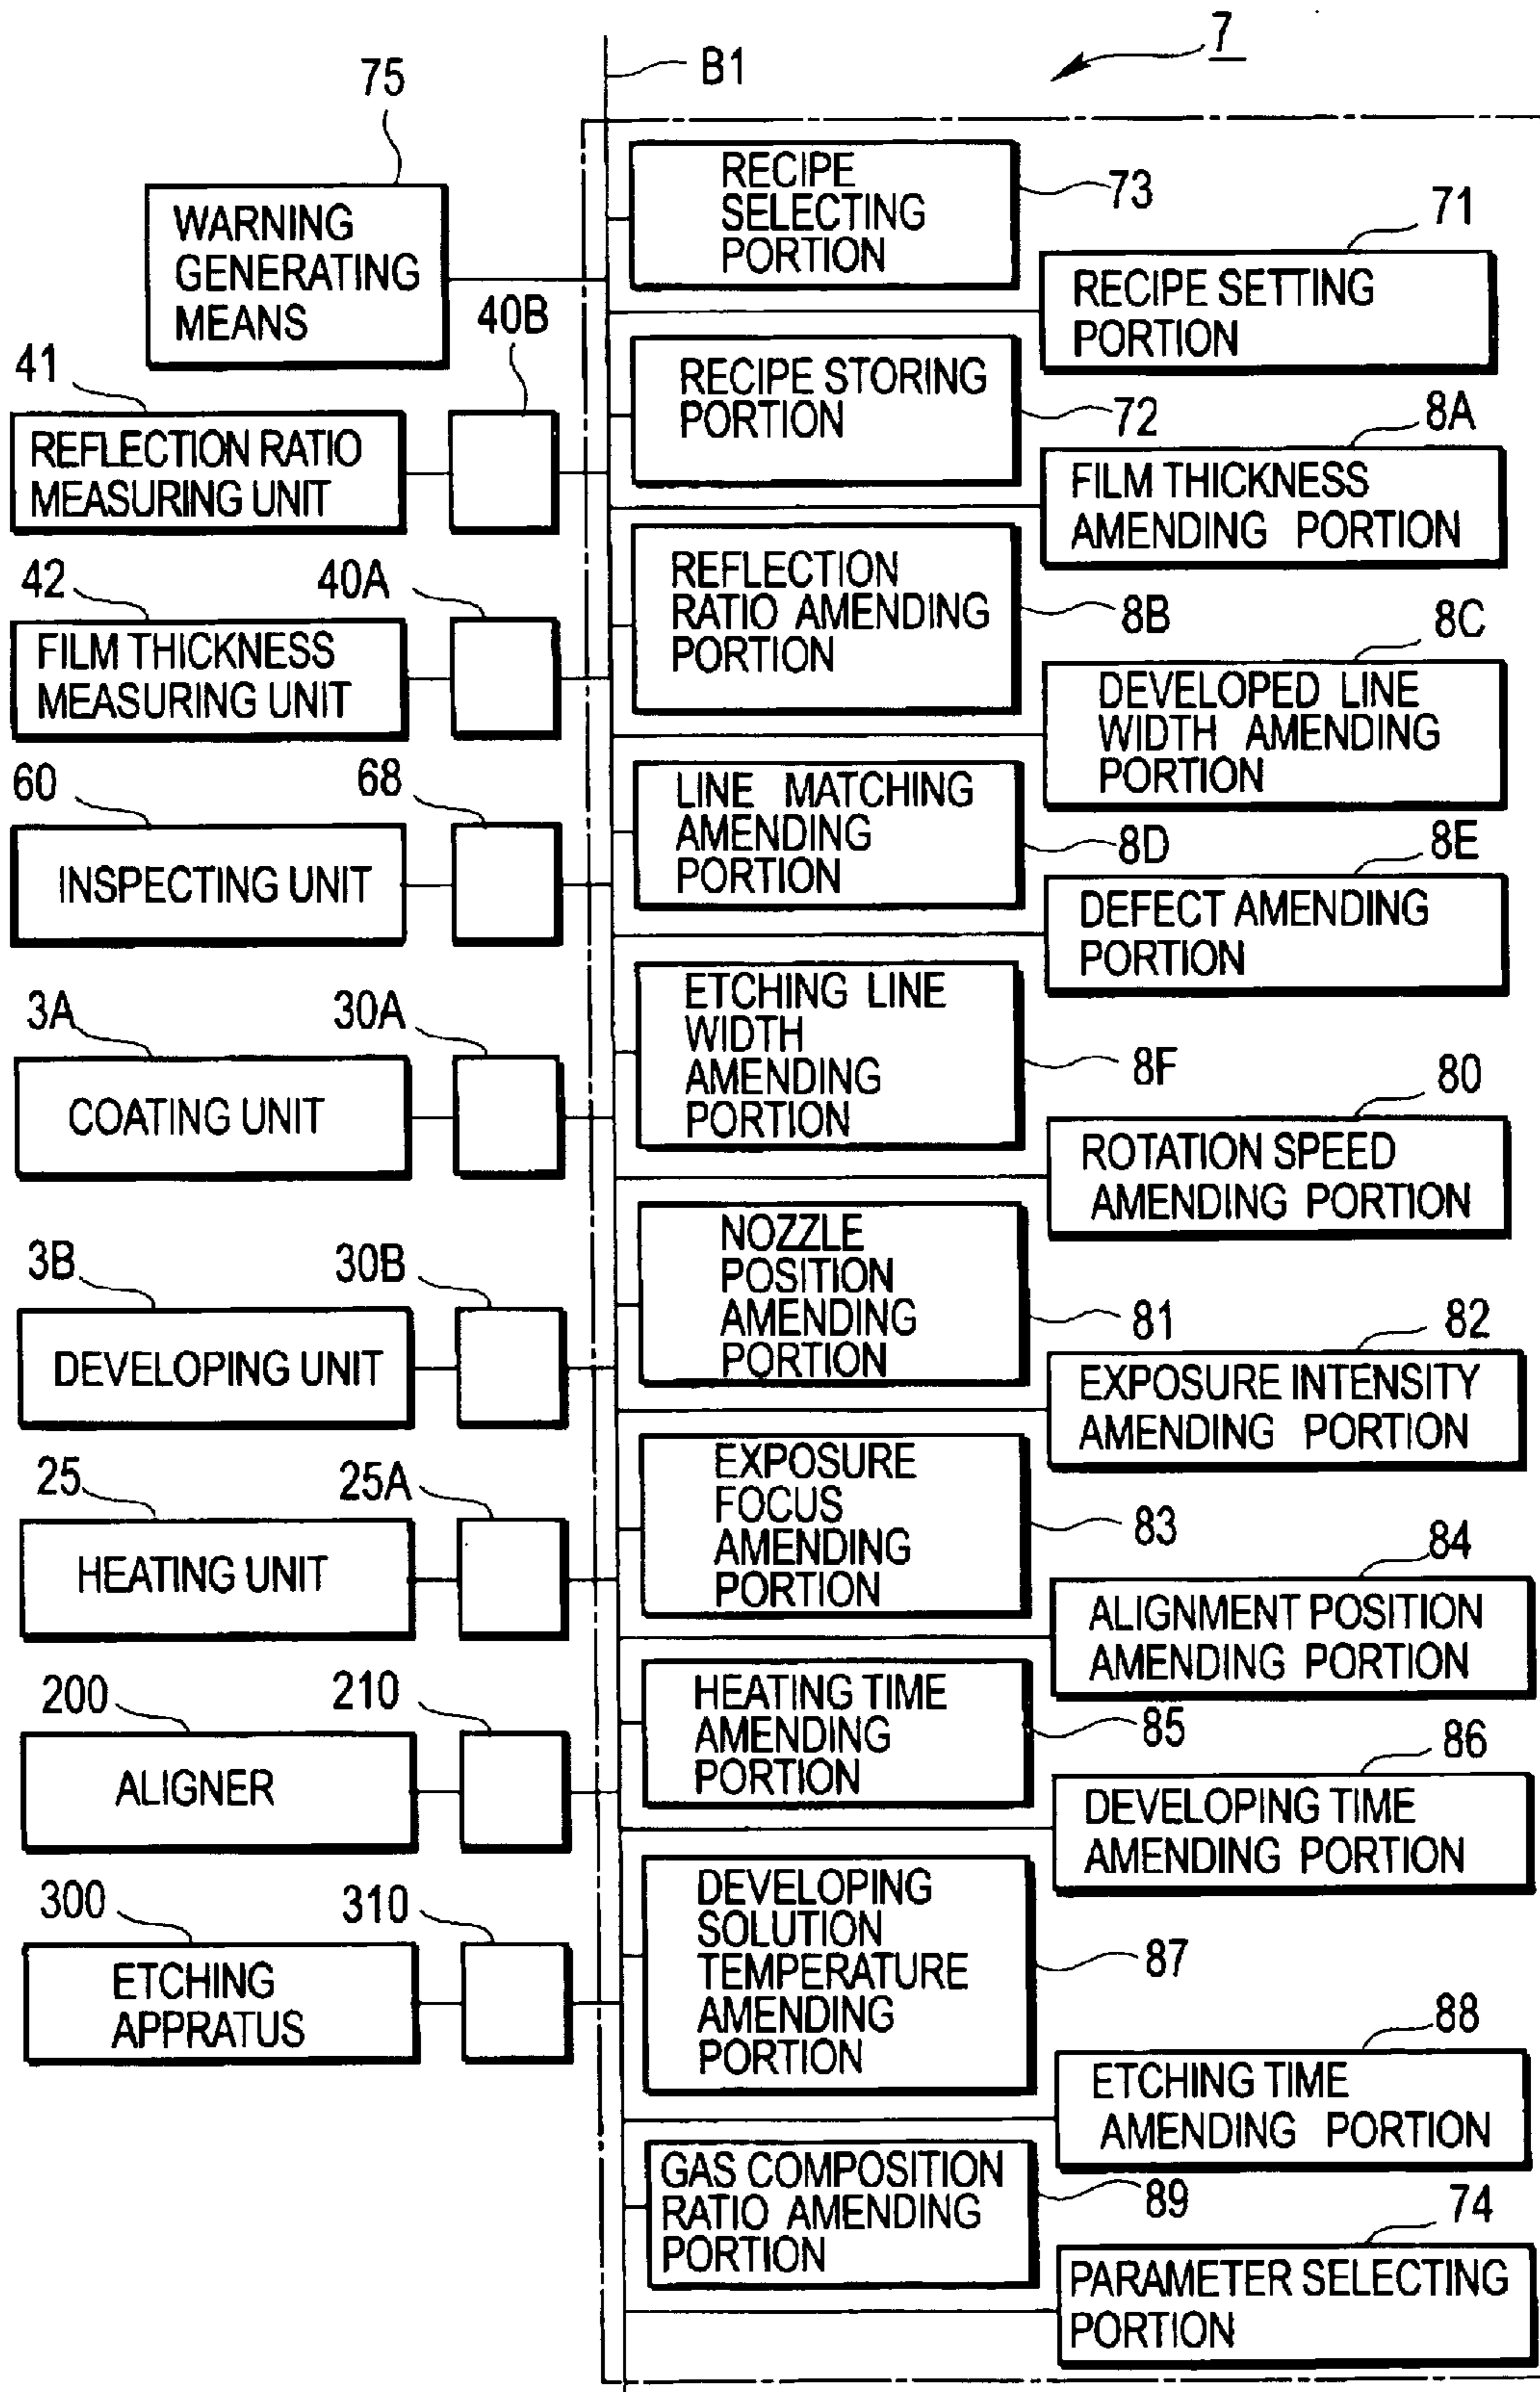 7
B1
75
WARNING
GENERATING
MEANS
RECIPE
SELECTING
PORTION
73
71
RECIPE SETTING
PORTION
40B
41
REFLECTION RATIO
MEASURING UNIT
RECIPE STORING
PORTION
72
8A
FILM THICKNESS
AMENDING PORTION
42
40A
FILM THICKNESS
MEASURING UNIT
REFLECTION
RATIO AMENDING
PORTION
8B
8C
DEVELOPED LINE
WIDTH AMENDING
PORTION
60
68
INSPECTING UNIT
LINE MATCHING
AMENDING
PORTION
8D
8E
DEFECT AMENDING
PORTION
3A
30A
COATING UNIT
ETCHING LINE
WIDTH
AMENDING
PORTION
8F
80
ROTATION SPEED
AMENDING PORTION
3B
30B
DEVELOPING UNIT
NOZZLE
POSITION
AMENDING
PORTION
81
82
EXPOSURE INTENSITY
AMENDING PORTION
25
25A
HEATING UNIT
EXPOSURE
FOCUS
AMENDING
PORTION
83
84
ALIGNMENT POSITION
AMENDING PORTION
200
210
ALIGNER
HEATING TIME
AMENDING
PORTION
85
86
DEVELOPING TIME
AMENDING PORTION
300
310
ETCHING
APPRATUS
DEVELOPING
SOLUTION
TEMPERATURE
AMENDING
PORTION
87
88
ETCHING TIME
AMENDING PORTION
GAS COMPOSITION
RATIO AMENDING
PORTION
89
74
PARAMETER SELECTING
PORTION